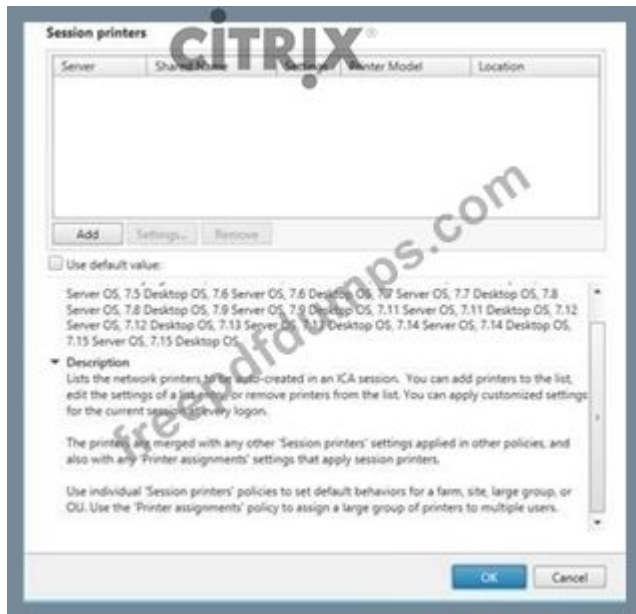 Session printers
CİTRIX®
Server Shared Name Settings Printer Model Location
Add Settings... Remove
Use default value:
Server OS, 7.5 Desktop OS, 7.6 Server OS, 7.6 Desktop OS, 7.7 Server OS, 7.7 Desktop OS, 7.8
Server OS, 7.8 Desktop OS, 7.9 Server OS, 7.9 Desktop OS, 7.11 Server OS, 7.11 Desktop OS, 7.12
Server OS, 7.12 Desktop OS, 7.13 Server OS, 7.13 Desktop OS, 7.14 Server OS, 7.14 Desktop OS,
7.15 Server OS, 7.15 Desktop OS
Description
Lists the network printers to be auto-created in an ICA session. You can add printers to the list,
edit the settings of a list or remove printers from the list. You can apply customized settings
for the current session at every logon.
The printers are merged with any other 'Session printers' settings applied in other policies, and
also with any 'Printer assignments' settings that apply session printers.
Use individual 'Session printers' policies to set default behaviors for a farm, site, large group, or
OU. Use the 'Printer assignments' policy to assign a large group of printers to multiple users.
OK Cancel
freepdfdumps.com